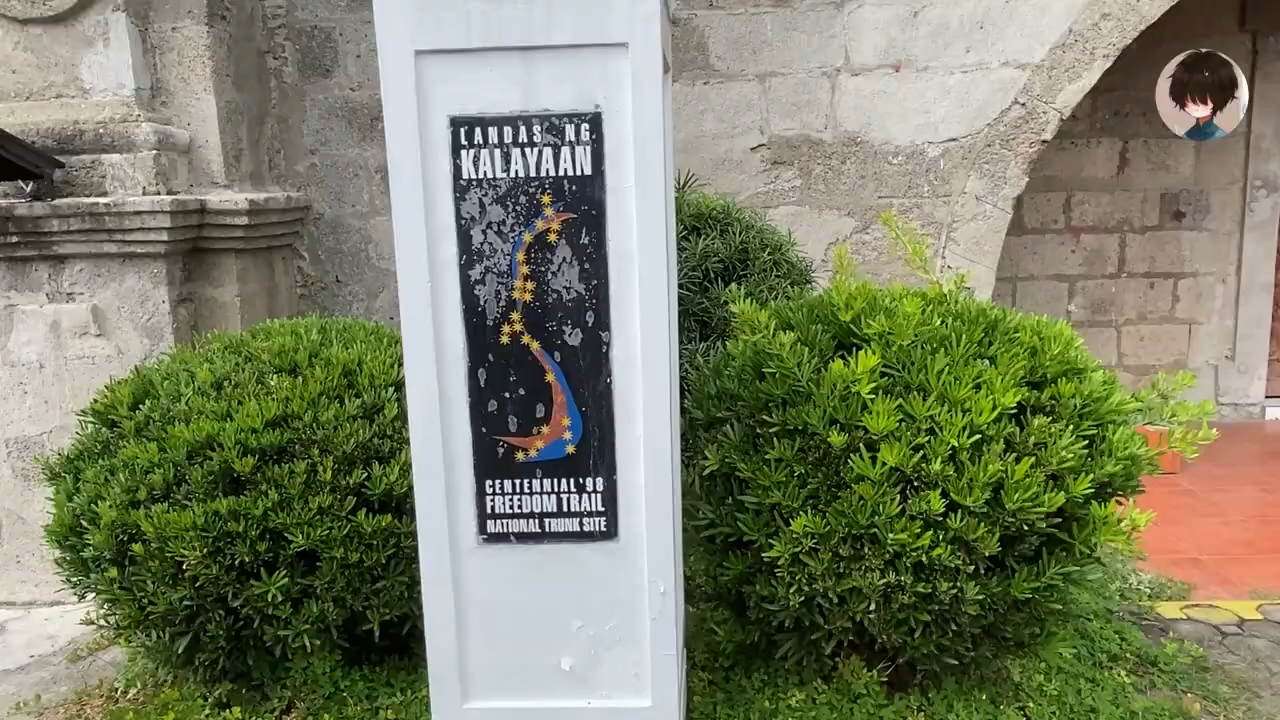 LANDAS NG
KALAYAAN
CENTENNIAL '98
FREEDOM TRAIL
NATIONAL TRUNK SITE